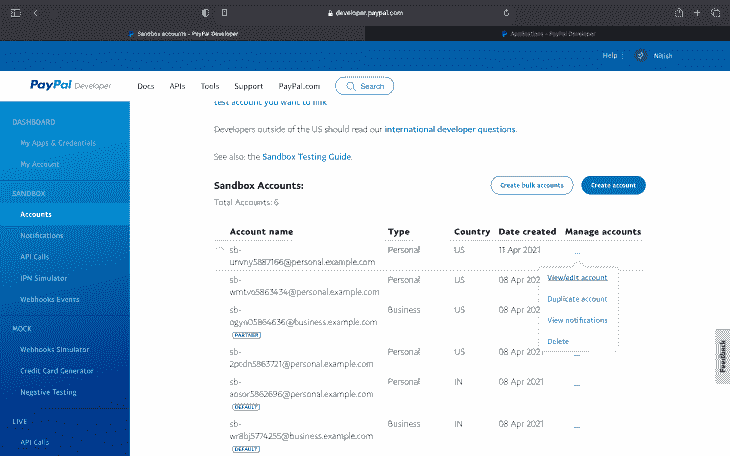 developer.paypal.com
Sandbox accounts - PayPal Developer
Applications - PayPal Developer
Help
Nitish
PayPal Developer
Docs
APIs
Tools
Support
PayPal.com
Search
test account you want to link
Developers outside of the US should read our international developer questions.
See also: the Sandbox Testing Guide.
DASHBOARD
My Apps & Credentials
My Account
SANDBOX
Accounts
Notifications
API Calls
IPN Simulator
Webhooks Events
MOCK
Webhooks Simulator
Credit Card Generator
Negative Testing
LIVE
API Calls
Sandbox Accounts:
Create bulk accounts
Create account
Total Accounts: 6
Account name Type Country Date created Manage accounts
sb- Personal US 11 Apr 2021 ...
unvny5887166@personal.example.com
sb- Personal US 08 Apr 2021
wmtvo5863434@personal.example.com
sb- Business US 08 Apr 2021
@business.example.com
PARTNER
sb- Personal US 08 Apr 2021 ...
@personal.example.com
sb- Personal IN 08 Apr 2021 ...
@personal.example.com
DEFAULT
sb- Business IN 08 Apr 2021 ...
wr8bj5774255@business.example.com
DEFAULT
View/edit account
Duplicate account
View notifications
Delete
Feedback